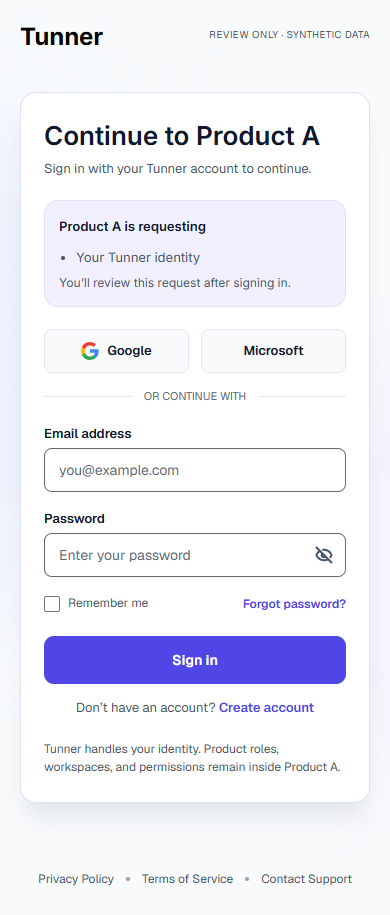 Tunner
REVIEW ONLY · SYNTHETIC DATA
Continue to Product A
Sign in with your Tunner account to continue.
Product A is requesting
• Your Tunner identity
You'll review this request after signing in.
Google
Microsoft
OR CONTINUE WITH
Email address
you@example.com
Password
Enter your password
Remember me
Forgot password?
Sign in
Don't have an account? Create account
Tunner handles your identity. Product roles,
workspaces, and permissions remain inside Product A.
Privacy Policy • Terms of Service • Contact Support